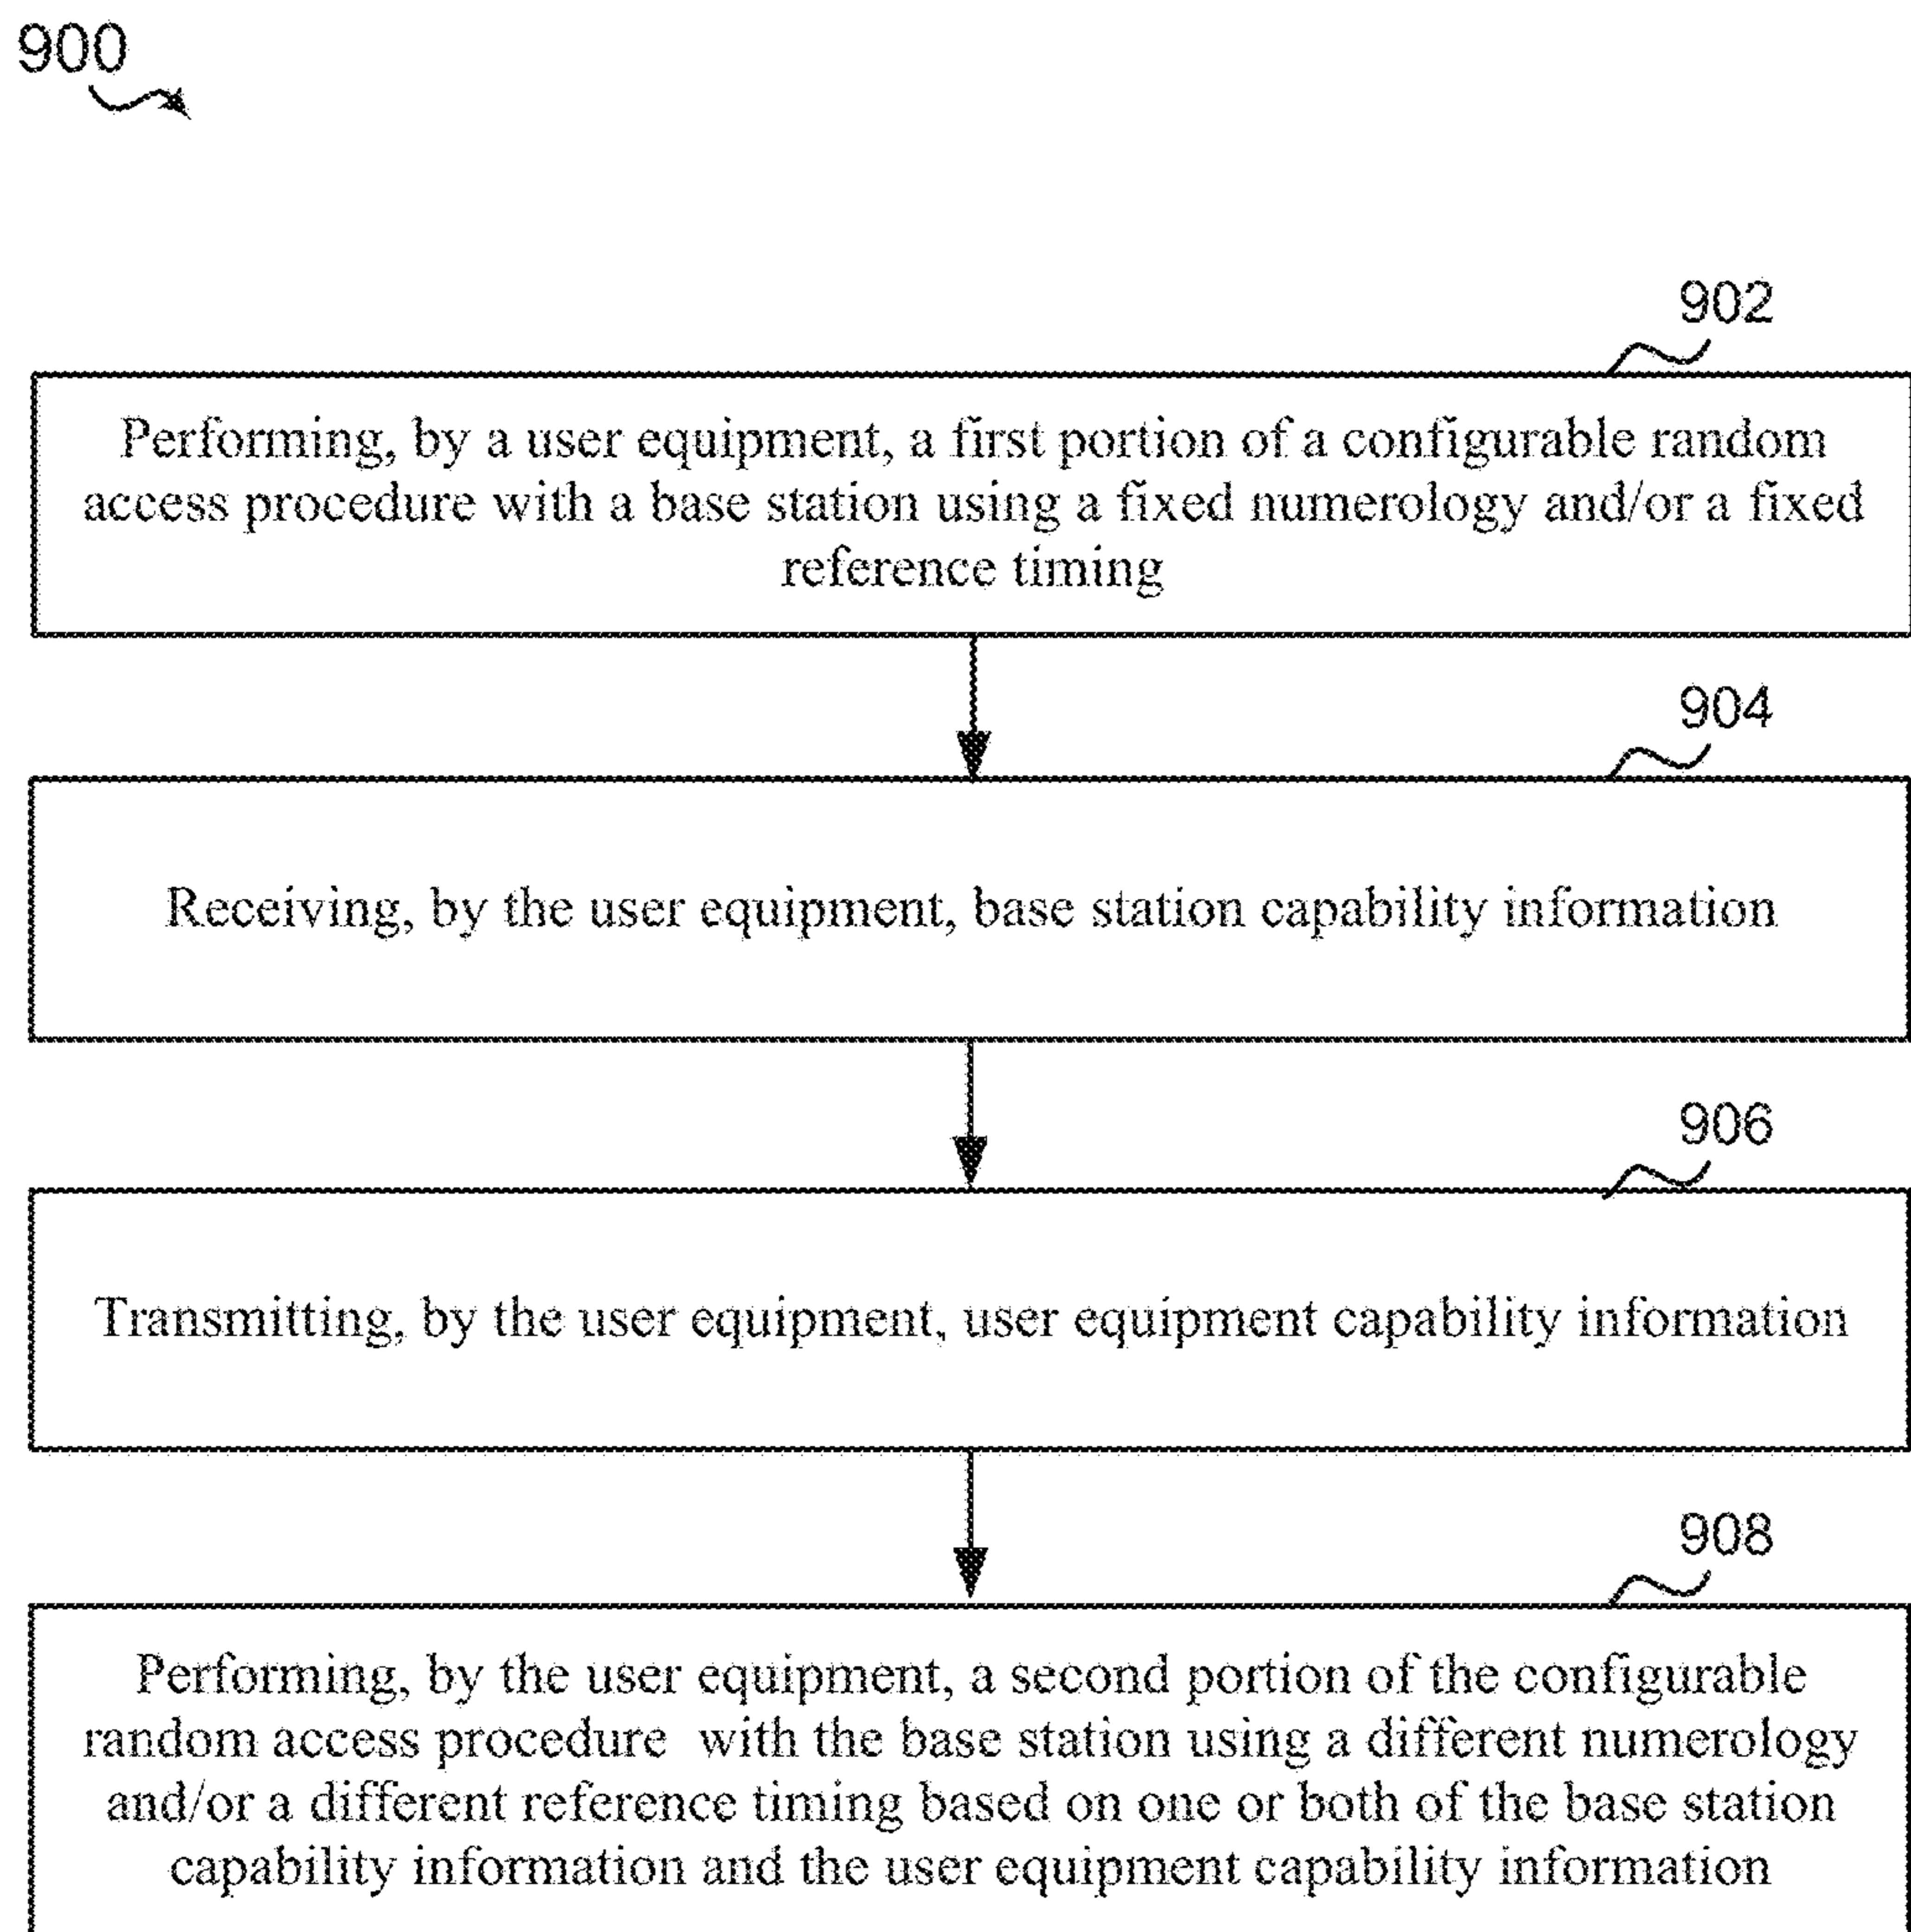 900
902
Performing, by a user equipment, a first portion of a configurable random
access procedure with a base station using a fixed numerology and/or a fixed
reference timing
904
Receiving, by the user equipment, base station capability information
906
Transmitting, by the user equipment, user equipment capability information
908
Performing, by the user equipment, a second portion of the configurable
random access procedure with the base station using a different numerology
and/or a different reference timing based on one or both of the base station
capability information and the user equipment capability information